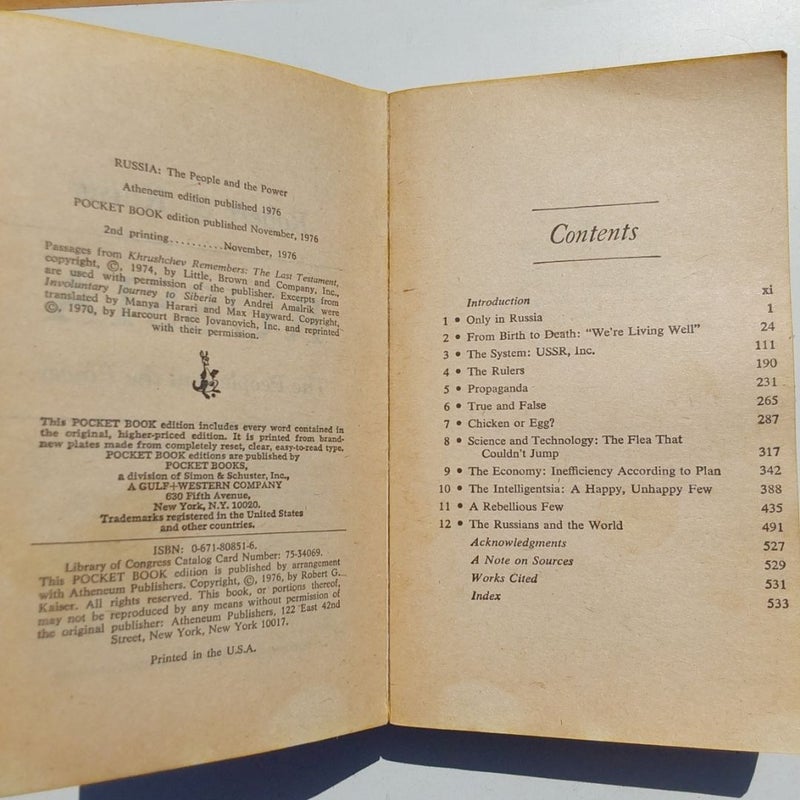 RUSSIA: The People and the Power
Atheneum edition published 1976
POCKET BOOK edition published November, 1976
2nd printing..........November, 1976
Passages from Khrushchev Remembers: The Last Testament,
copyright, ©, 1974, by Little, Brown and Company, Inc.,
are used with permission of the publisher. Excerpts from
Involuntary Journey to Siberia by Andrei Amalrik were
translated by Manya Harari and Max Hayward. Copyright,
©, 1970, by Harcourt Brace Jovanovich, Inc. and reprinted
with their permission.
This POCKET BOOK edition includes every word contained in
the original, higher-priced edition. It is printed from brand-
new plates made from completely reset, clear, easy-to-read type.
POCKET BOOK editions are published by
POCKET BOOKS,
a division of Simon & Schuster, Inc.,
A GULF+WESTERN COMPANY
630 Fifth Avenue,
New York, N.Y. 10020.
Trademarks registered in the United States
and other countries.
ISBN: 0-671-80851-6.
Library of Congress Catalog Card Number: 75-34069.
This POCKET BOOK edition is published by arrangement
with Atheneum Publishers. Copyright, ©, 1976, by Robert G.
Kaiser. All rights reserved. This book, or portions thereof,
may not be reproduced by any means without permission of
the original publisher: Atheneum Publishers, 122 East 42nd
Street, New York, New York 10017.
Printed in the U.S.A.
Contents
Introduction xi
1 • Only in Russia 1
2 • From Birth to Death: "We're Living Well" 24
3 • The System: USSR, Inc. 111
4 • The Rulers 190
5 • Propaganda 231
6 • True and False 265
7 • Chicken or Egg? 287
8 • Science and Technology: The Flea That
Couldn't Jump 317
9 • The Economy: Inefficiency According to Plan 342
10 • The Intelligentsia: A Happy, Unhappy Few 388
11 • A Rebellious Few 435
12 • The Russians and the World 491
Acknowledgments 527
A Note on Sources 529
Works Cited 531
Index 533